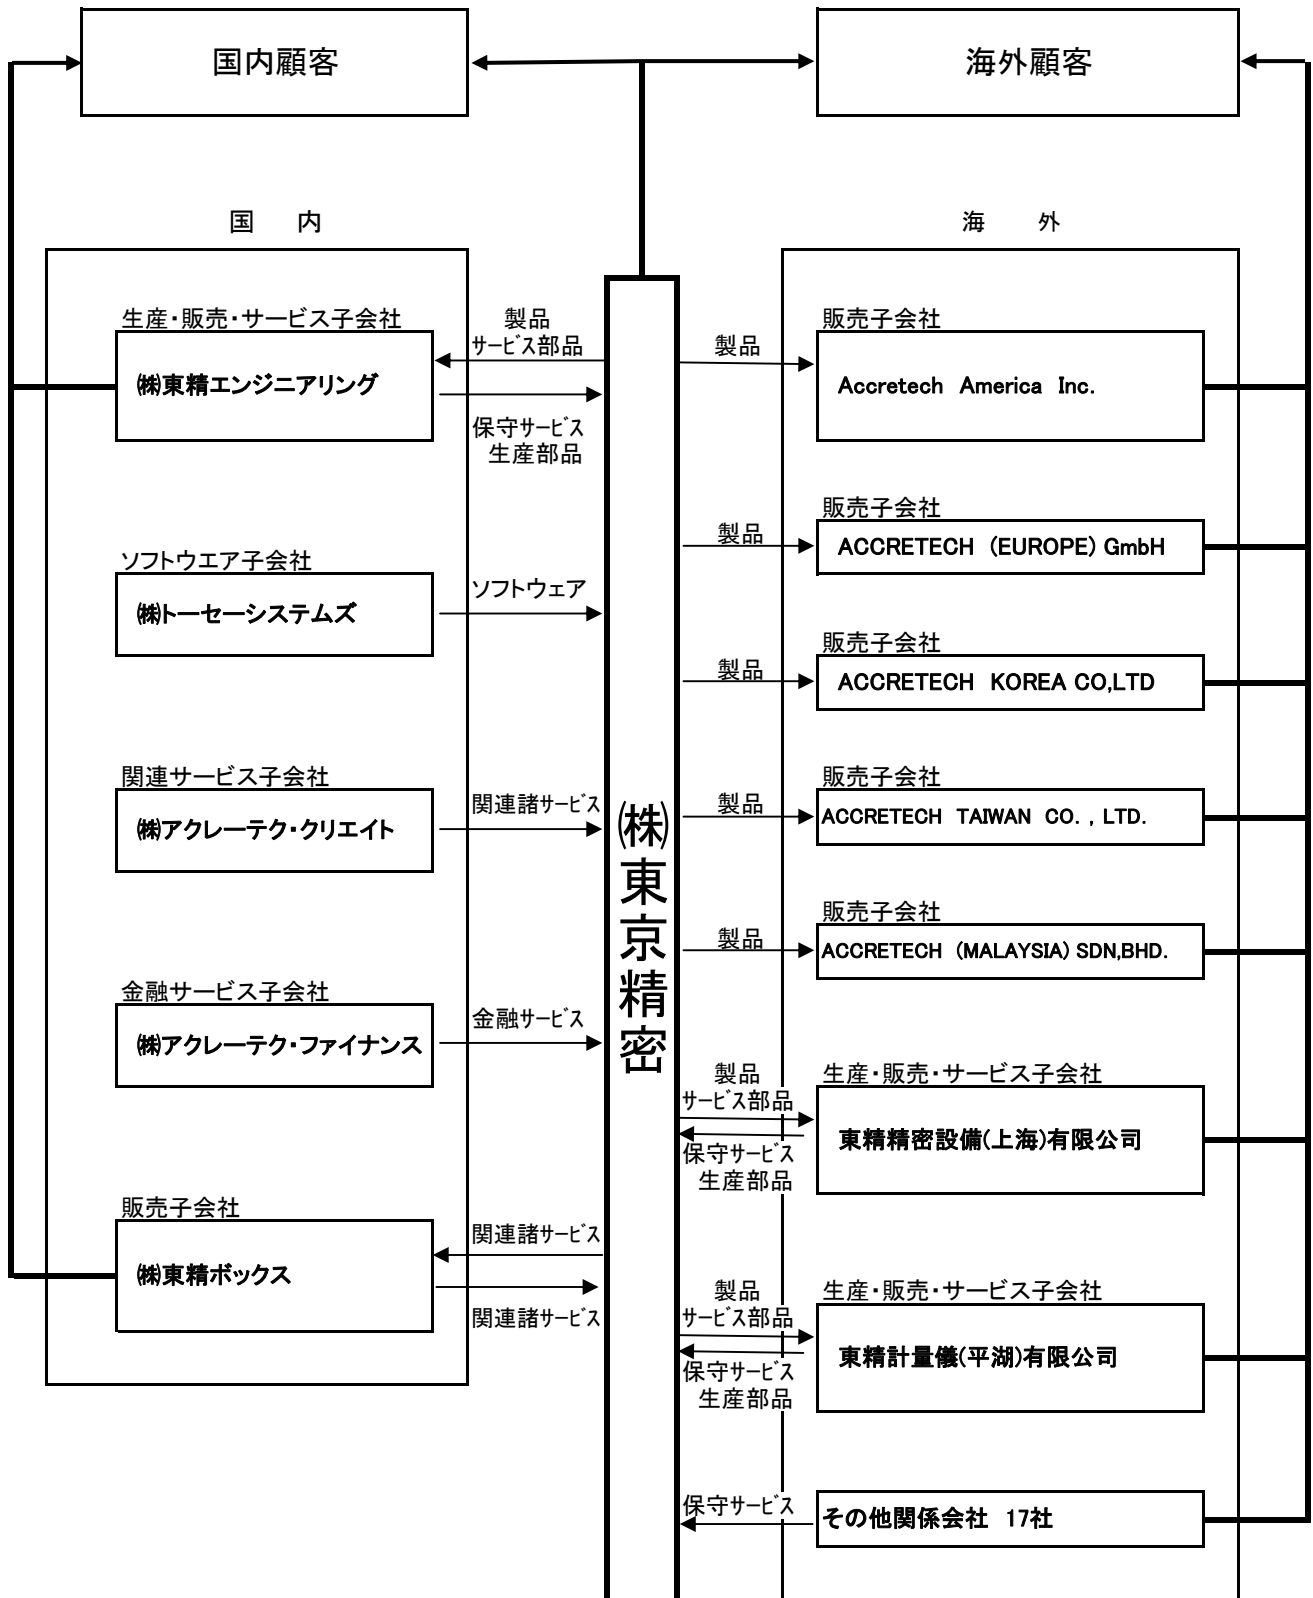 国内顧客
海外顧客
国　内
海　外
生産・販売・サービス子会社
㈱東精エンジニアリング
製品
サービス部品
保守サービス
生産部品
ソフトウエア子会社
㈱トーセーシステムズ
ソフトウェア
関連サービス子会社
㈱アクレーテク・クリエイト
関連諸サービス
金融サービス子会社
㈱アクレーテク・ファイナンス
金融サービス
販売子会社
㈱東精ボックス
関連諸サービス
関連諸サービス
㈱東京精密
製品
販売子会社
Accretech America Inc.
製品
販売子会社
ACCRETECH (EUROPE) GmbH
製品
販売子会社
ACCRETECH KOREA CO,LTD
製品
販売子会社
ACCRETECH TAIWAN CO. , LTD.
製品
販売子会社
ACCRETECH (MALAYSIA) SDN,BHD.
製品
サービス部品
保守サービス
生産部品
生産・販売・サービス子会社
東精精密設備(上海)有限公司
製品
サービス部品
保守サービス
生産部品
生産・販売・サービス子会社
東精計量儀(平湖)有限公司
保守サービス
その他関係会社 17社